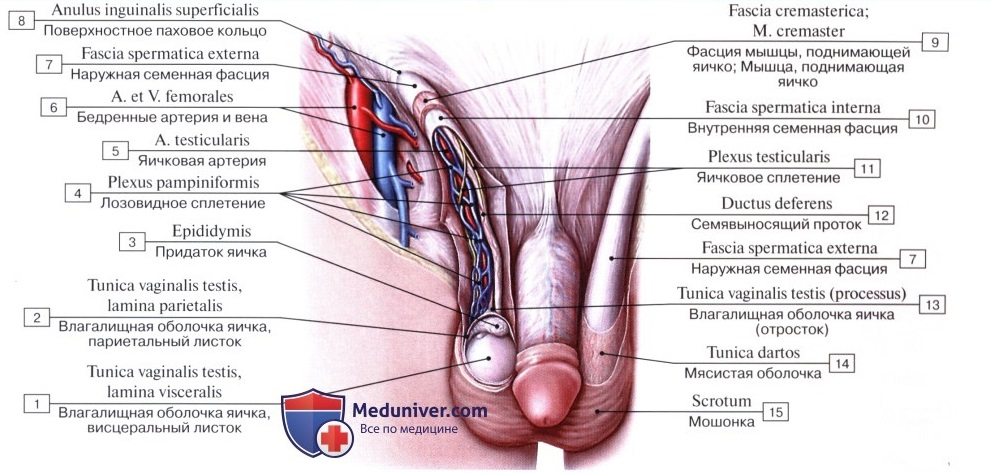 8
Anulus inguinalis superficialis
Поверхностное паховое кольцо
7
Fascia spermatica externa
Наружная семенная фасция
6
A. et V. femorales
Бедренные артерия и вена
5
A. testicularis
Яичковая артерия
4
Plexus pampiniformis
Лозовидное сплетение
3
Epididymis
Придаток яичка
2
Tunica vaginalis testis,
lamina parietalis
Влагалищная оболочка яичка,
париетальный листок
1
Tunica vaginalis testis,
lamina visceralis
Влагалищная оболочка яичка,
висцеральный листок
Fascia cremasterica;
M. cremaster
9
Фасция мышцы, поднимающей
яичко; Мышца, поднимающая
яичко
Fascia spermatica interna
10
Внутренняя семенная фасция
Plexus testicularis
11
Яичковое сплетение
Ductus deferens
12
Семявыносящий проток
Fascia spermatica externa
7
Наружная семенная фасция
Tunica vaginalis testis (processus)
13
Влагалищная оболочка яичка
(отросток)
Tunica dartos
14
Мясистая оболочка
Scrotum
15
Мошонка
Meduniver.com
Все по медицине